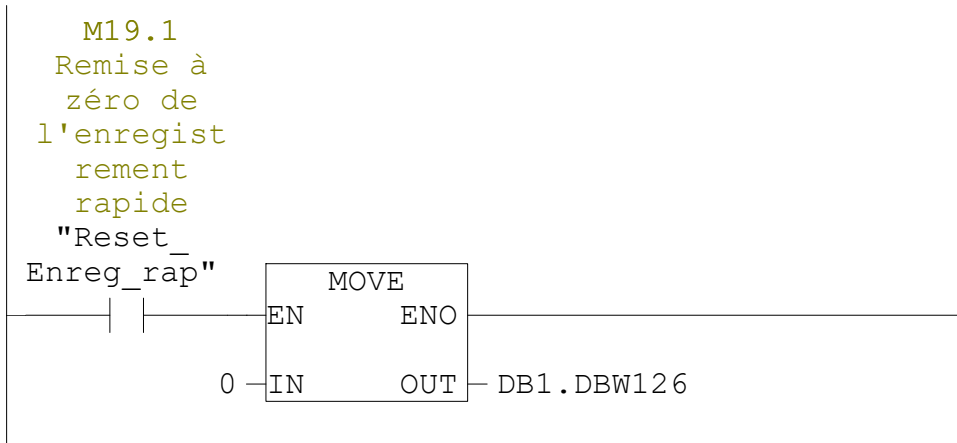 M19.1
Remise à
zéro de
l'enregist
rement
rapide
"Reset_
Enreg_rap"
MOVE
EN ENO
0 IN OUT DB1.DBW126